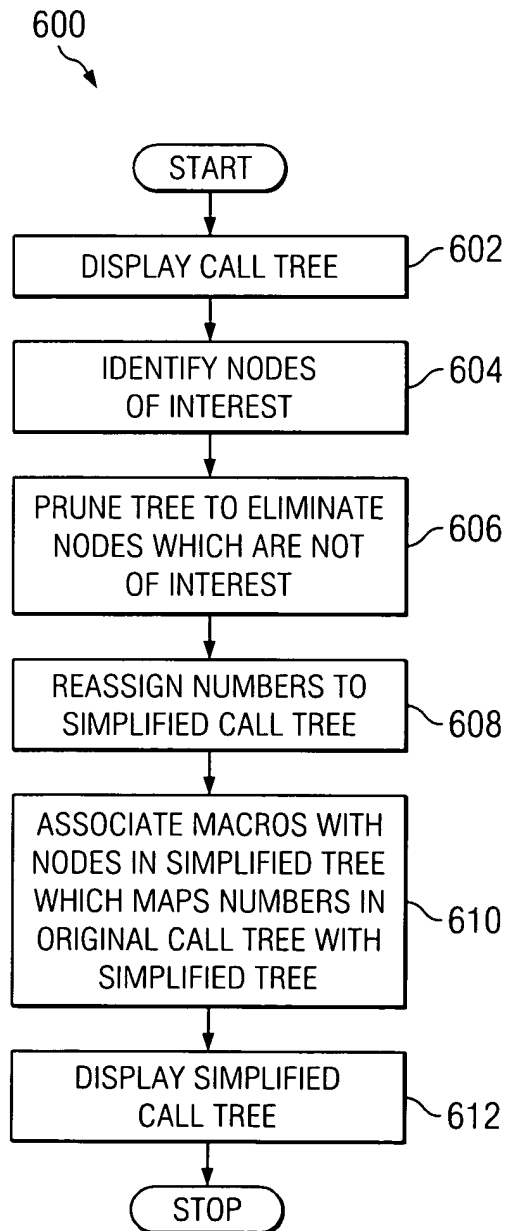 600
START
DISPLAY CALL TREE
602
IDENTIFY NODES
OF INTEREST
604
PRUNE TREE TO ELIMINATE
NODES WHICH ARE NOT
OF INTEREST
606
REASSIGN NUMBERS TO
SIMPLIFIED CALL TREE
608
ASSOCIATE MACROS WITH
NODES IN SIMPLIFIED TREE
WHICH MAPS NUMBERS IN
ORIGINAL CALL TREE WITH
SIMPLIFIED TREE
610
DISPLAY SIMPLIFIED
CALL TREE
612
STOP